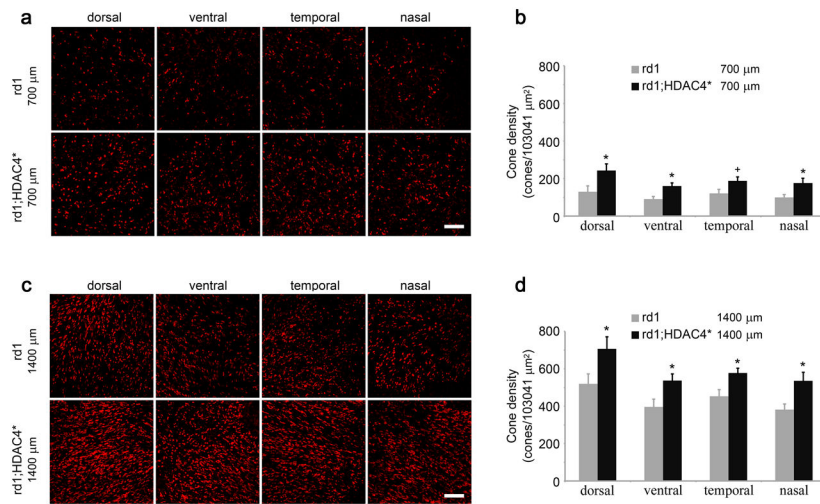 a
dorsal ventral temporal nasal
rd1
700 µm
rd1;HDAC4*
700 µm
b
rd1 700 µm
rd1;HDAC4* 700 µm
Cone density
(cones/103041 µm²)
800
600
400
200
0
* * + *
dorsal ventral temporal nasal
c
dorsal ventral temporal nasal
rd1
1400 µm
rd1;HDAC4*
1400 µm
d
rd1 1400 µm
rd1;HDAC4* 1400 µm
Cone density
(cones/103041 µm²)
800
600
400
200
0
* * * *
dorsal ventral temporal nasal